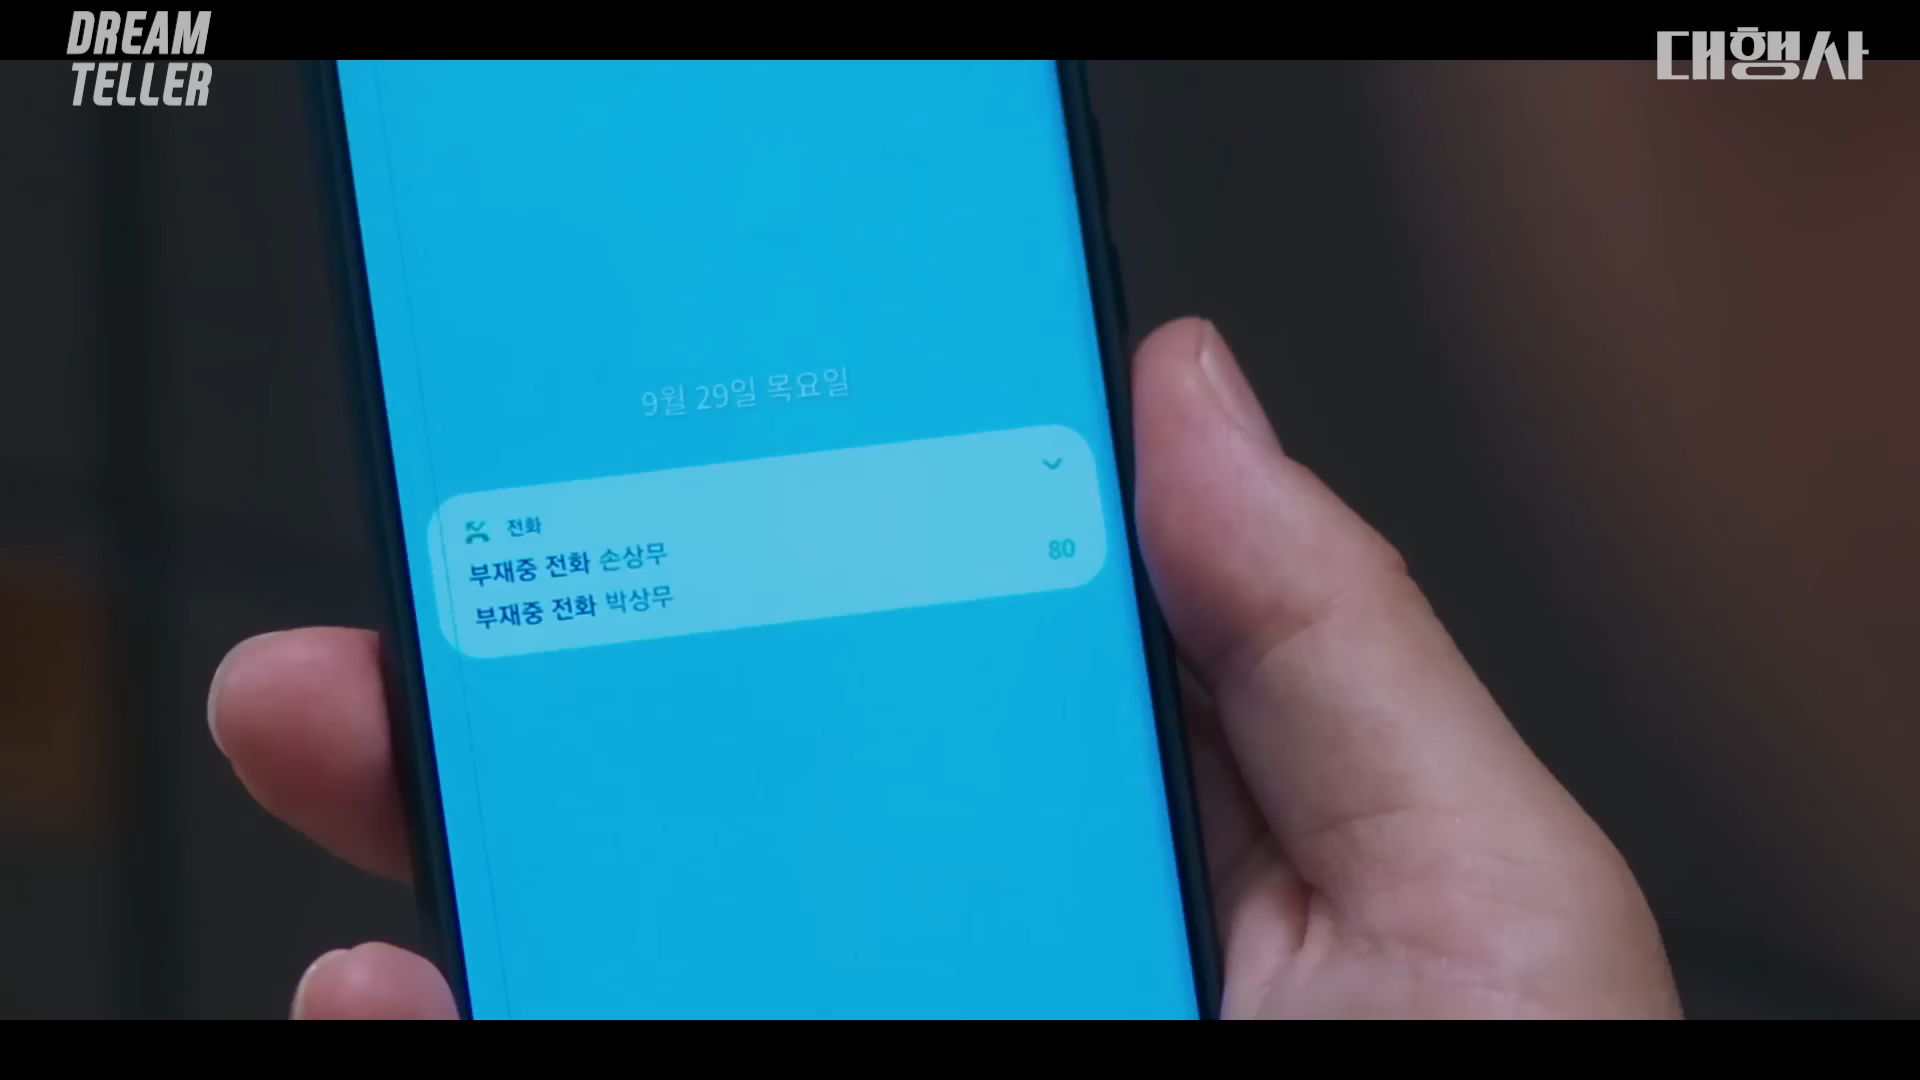 DREAM
TELLER
대행사
9월 29일 목요일
전화
부재중 전화 손상무
80
부재중 전화 박상무